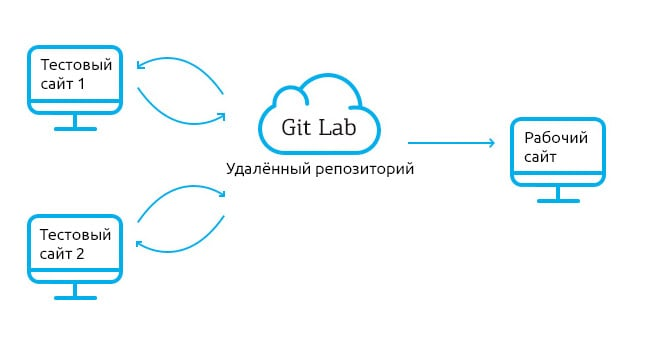 Тестовый
сайт 1
Git Lab
Удалённый репозиторий
Рабочий
сайт
Тестовый
сайт 2